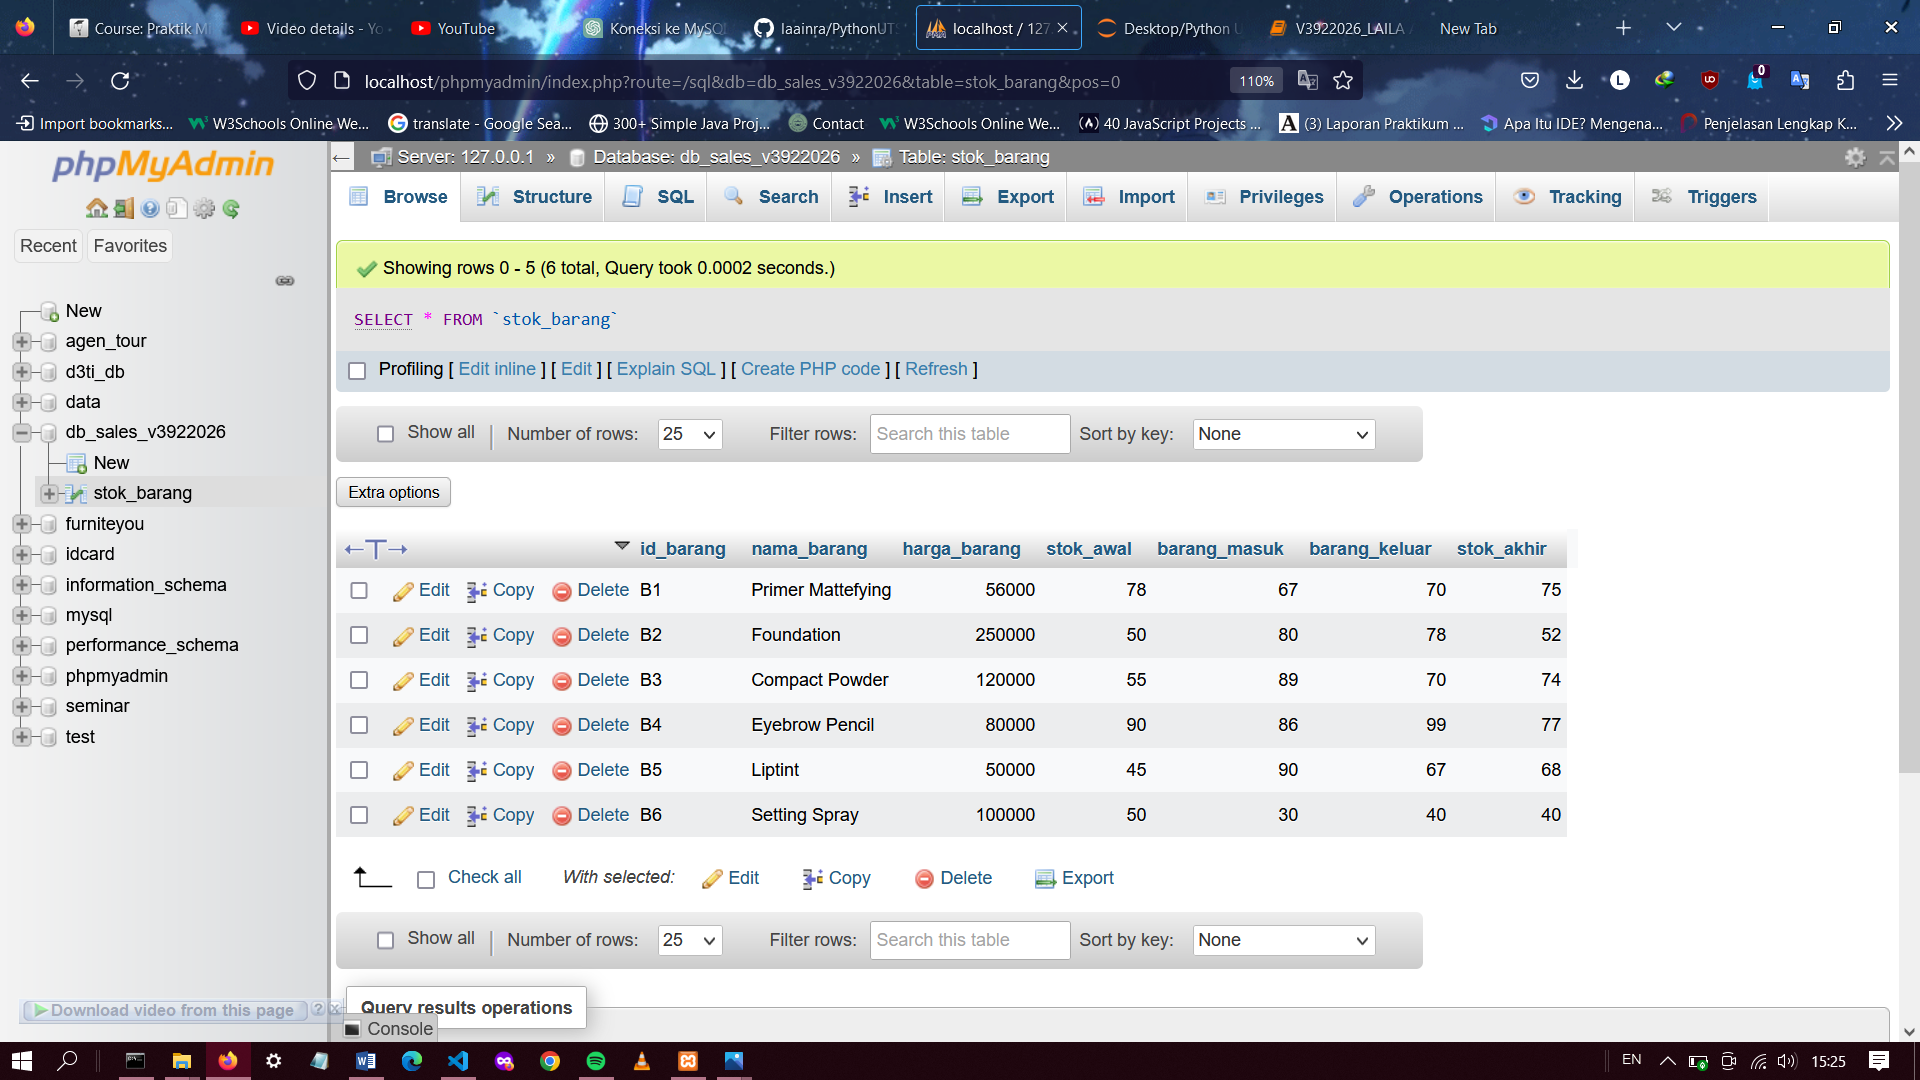 Course: Praktik Mi
Video details - Yo
YouTube
Koneksi ke MySQL
laainra/PythonUTS
localhost / 127.
Desktop/Python U
V3922026_LAILA A
New Tab
localhost/phpmyadmin/index.php?route=/sql&db=db_sales_v3922026&table=stok_barang&pos=0
110%
L
0
Import bookmarks...
W3Schools Online We...
translate - Google Sea...
300+ Simple Java Proj...
Contact
W3Schools Online We...
40 JavaScript Projects ...
(3) Laporan Praktikum ...
Apa Itu IDE? Mengena...
Penjelasan Lengkap K...
phpMyAdmin
Recent
Favorites
New
agen_tour
d3ti_db
data
db_sales_v3922026
New
stok_barang
furniteyou
idcard
information_schema
mysql
performance_schema
phpmyadmin
seminar
test
Download video from this page
Server: 127.0.0.1 » Database: db_sales_v3922026 » Table: stok_barang
Browse
Structure
SQL
Search
Insert
Export
Import
Privileges
Operations
Tracking
Triggers
Showing rows 0 - 5 (6 total, Query took 0.0002 seconds.)
SELECT * FROM `stok_barang`
Profiling [ Edit inline ] [ Edit ] [ Explain SQL ] [ Create PHP code ] [ Refresh ]
Show all | Number of rows: 25 Filter rows: Search this table Sort by key: None
Extra options
←T→ id_barang nama_barang harga_barang stok_awal barang_masuk barang_keluar stok_akhir
Edit Copy Delete B1 Primer Mattefying 56000 78 67 70 75
Edit Copy Delete B2 Foundation 250000 50 80 78 52
Edit Copy Delete B3 Compact Powder 120000 55 89 70 74
Edit Copy Delete B4 Eyebrow Pencil 80000 90 86 99 77
Edit Copy Delete B5 Liptint 50000 45 90 67 68
Edit Copy Delete B6 Setting Spray 100000 50 30 40 40
Check all With selected: Edit Copy Delete Export
Show all | Number of rows: 25 Filter rows: Search this table Sort by key: None
Query results operations
Console
EN
15:25